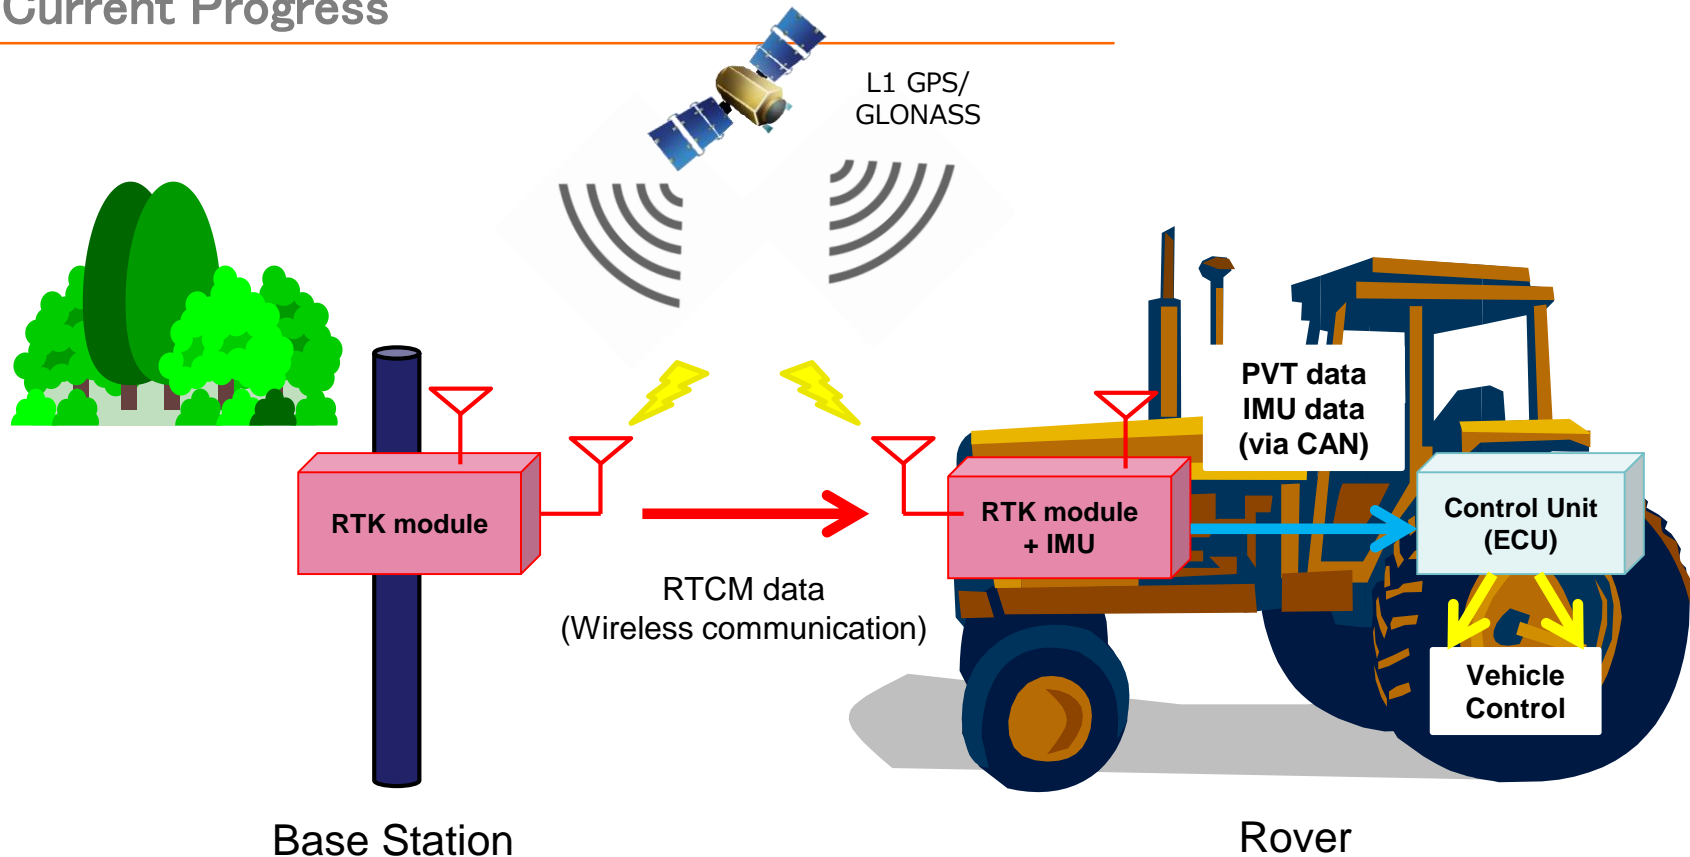 Current Progress
L1 GPS/
GLONASS
PVT data
IMU data
(via CAN)
RTK module
RTK module
+ IMU
Control Unit
(ECU)
RTCM data
(Wireless communication)
Vehicle
Control
Base Station
Rover